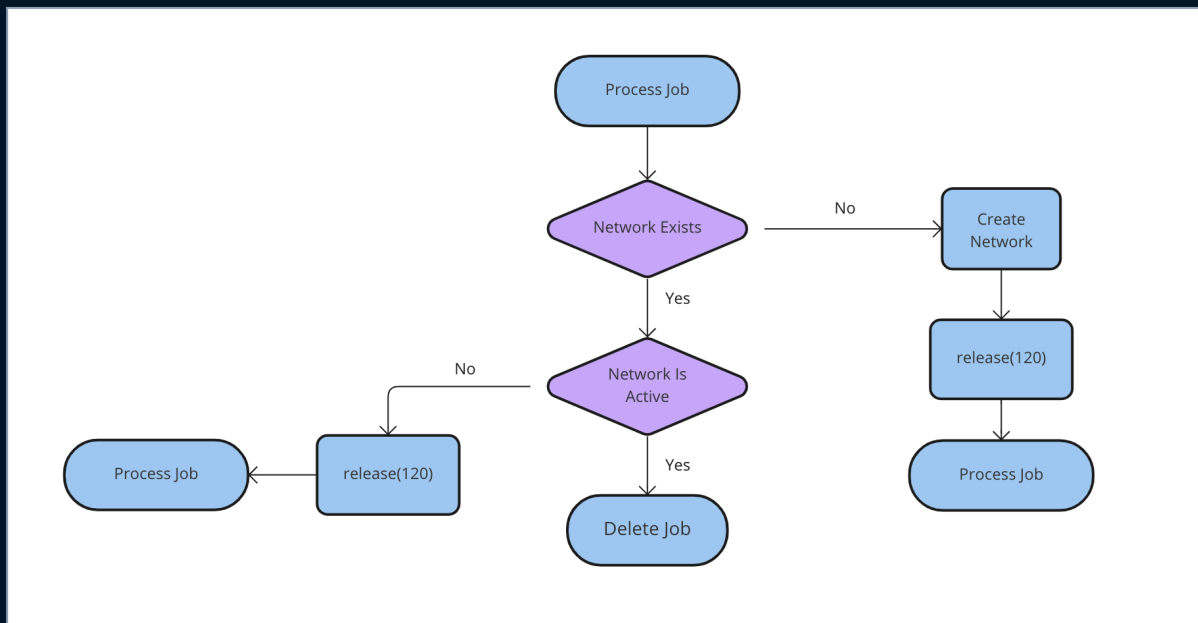 Process Job
Network Exists
No
Create
Network
Yes
release(120)
Network Is
Active
No
release(120)
Process Job
Yes
Delete Job
Process Job